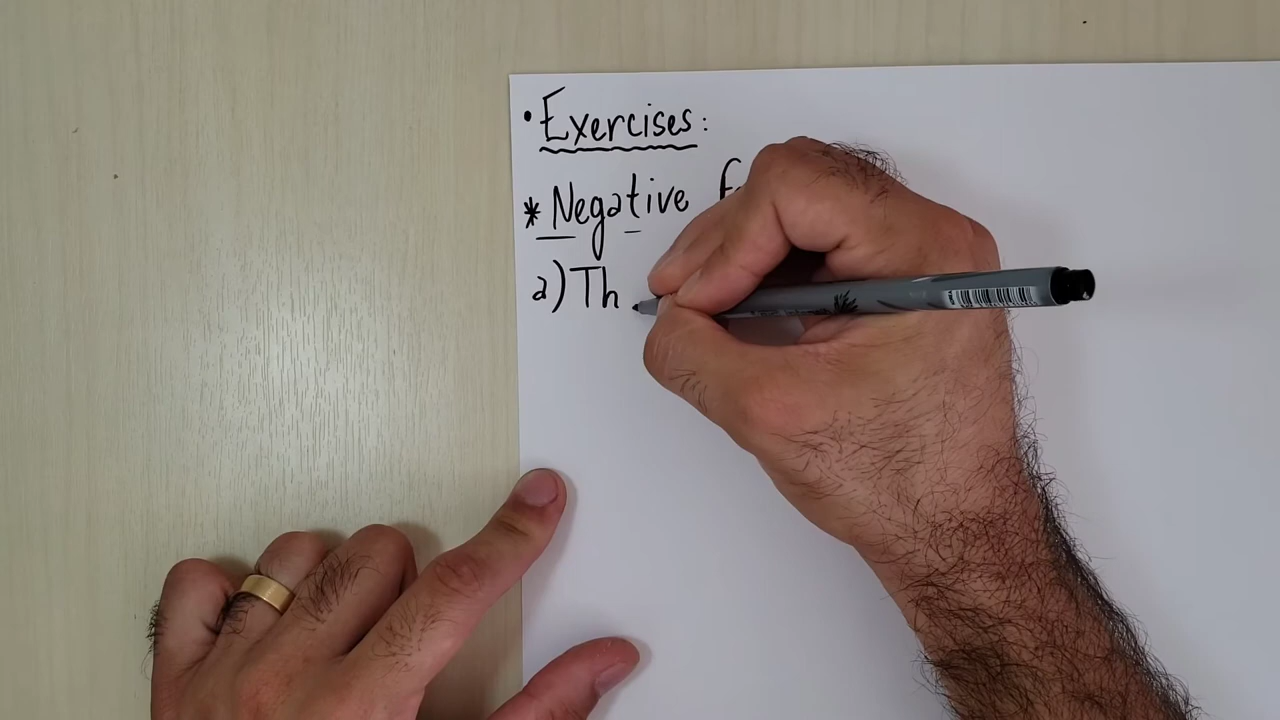 • Exercises:
* Negative
a) Th